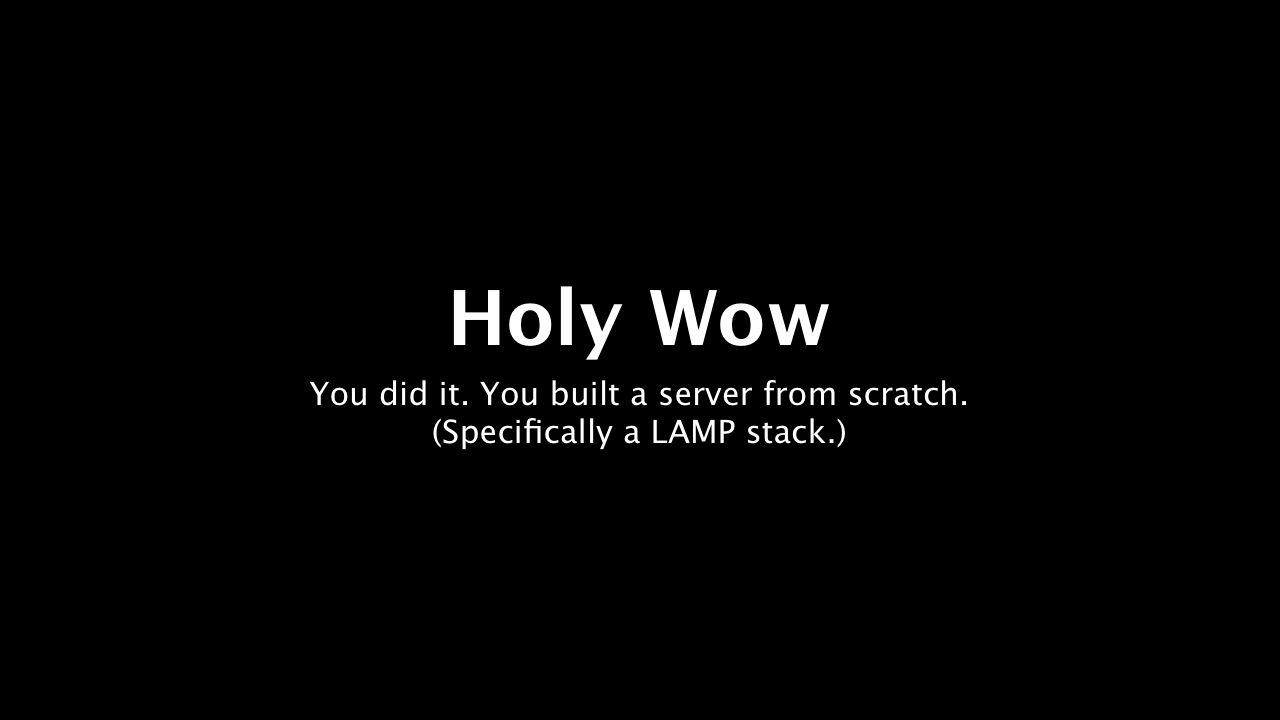 Holy Wow
You did it. You built a server from scratch.
(Specifically a LAMP stack.)